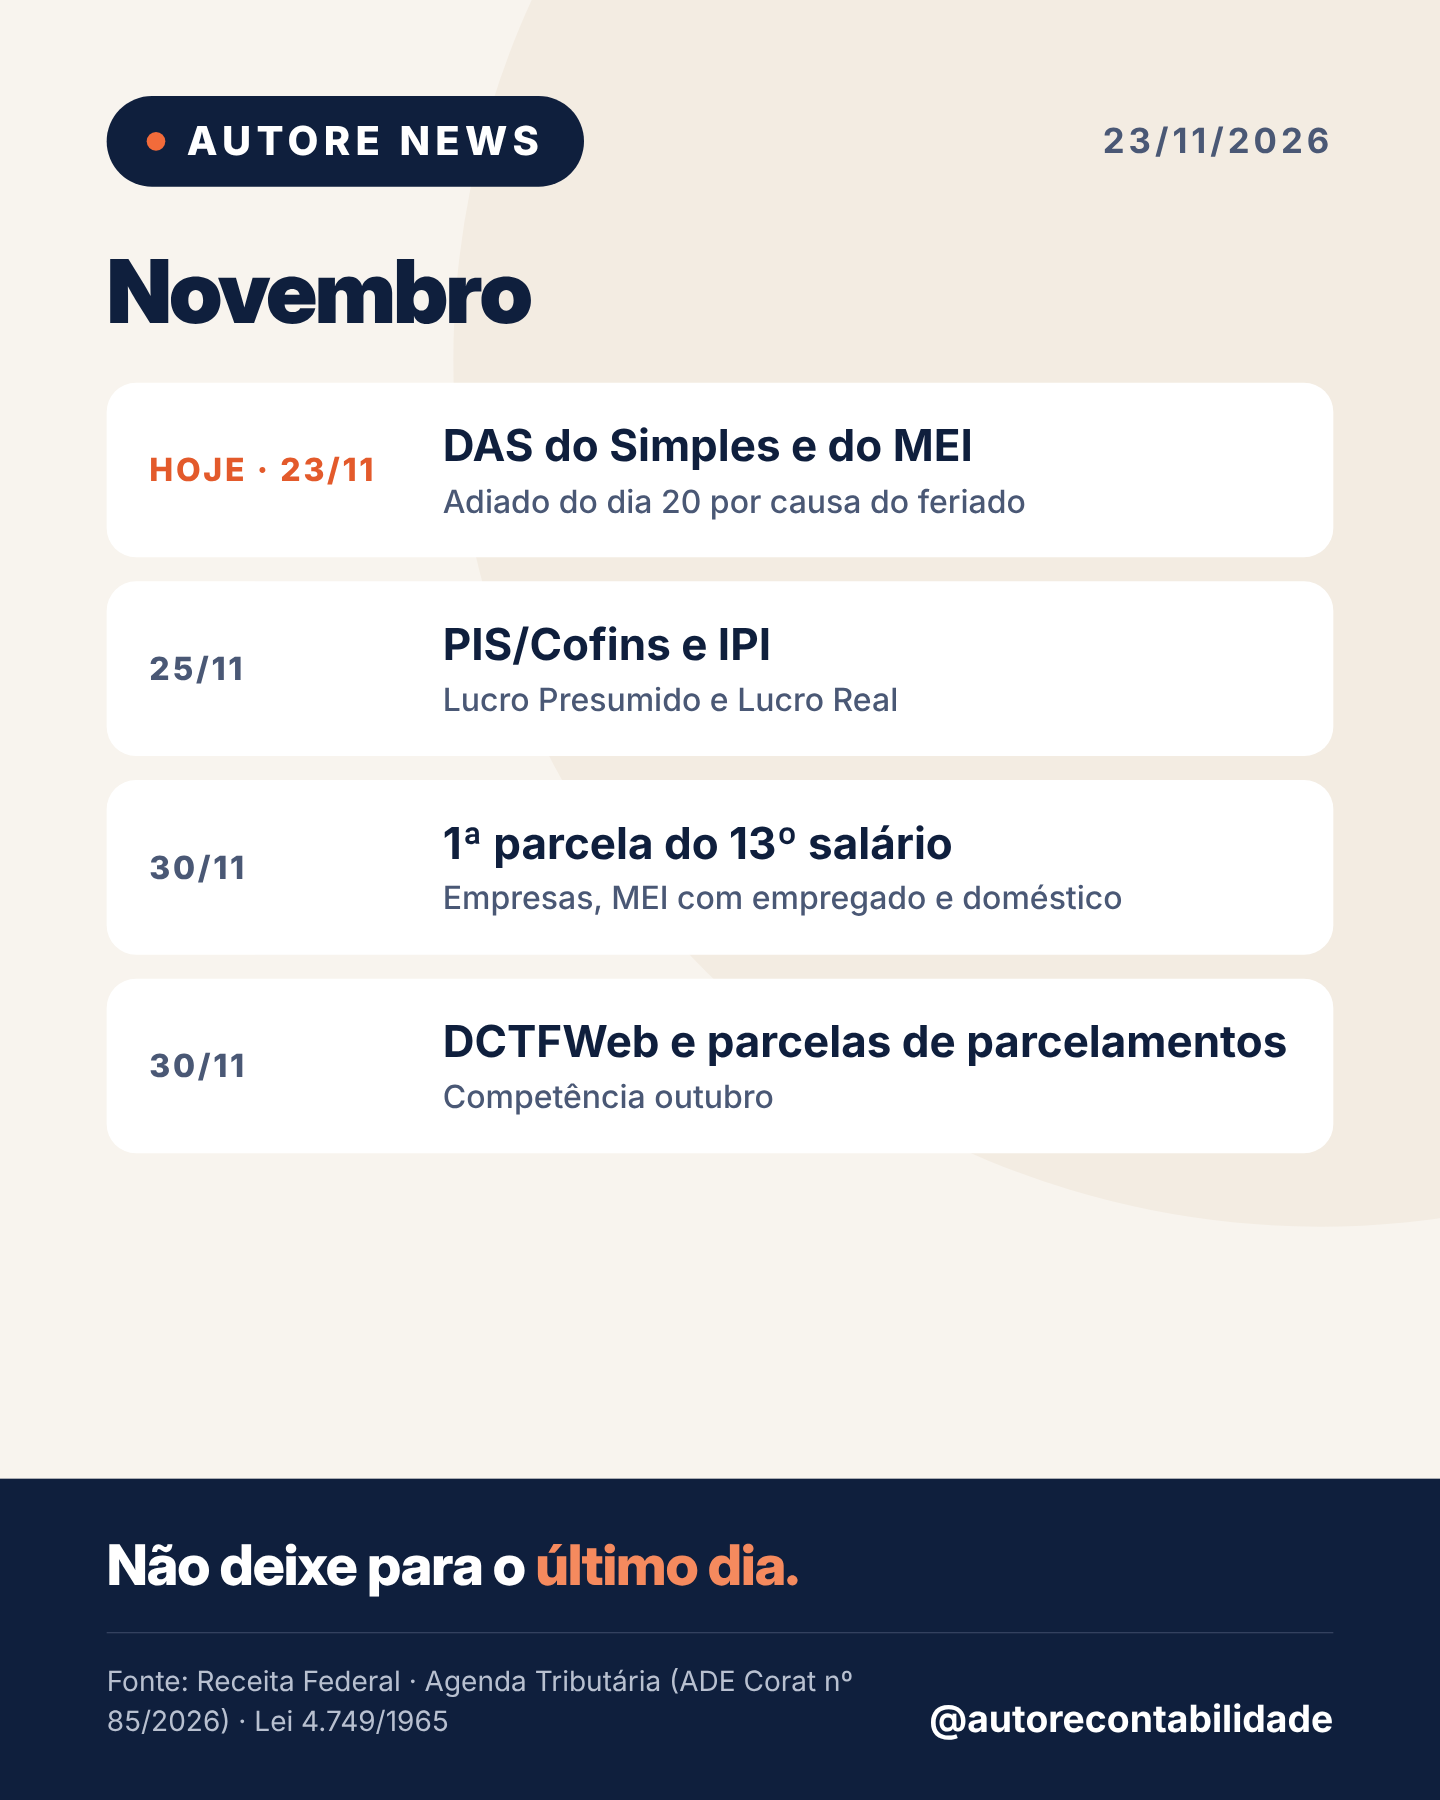 AUTORE NEWS
23/11/2026
Novembro
HOJE · 23/11
DAS do Simples e do MEI
Adiado do dia 20 por causa do feriado
25/11
PIS/Cofins e IPI
Lucro Presumido e Lucro Real
30/11
1ª parcela do 13º salário
Empresas, MEI com empregado e doméstico
30/11
DCTFWeb e parcelas de parcelamentos
Competência outubro
Não deixe para o último dia.
Fonte: Receita Federal · Agenda Tributária (ADE Corat nº
85/2026) · Lei 4.749/1965
@autorecontabilidade